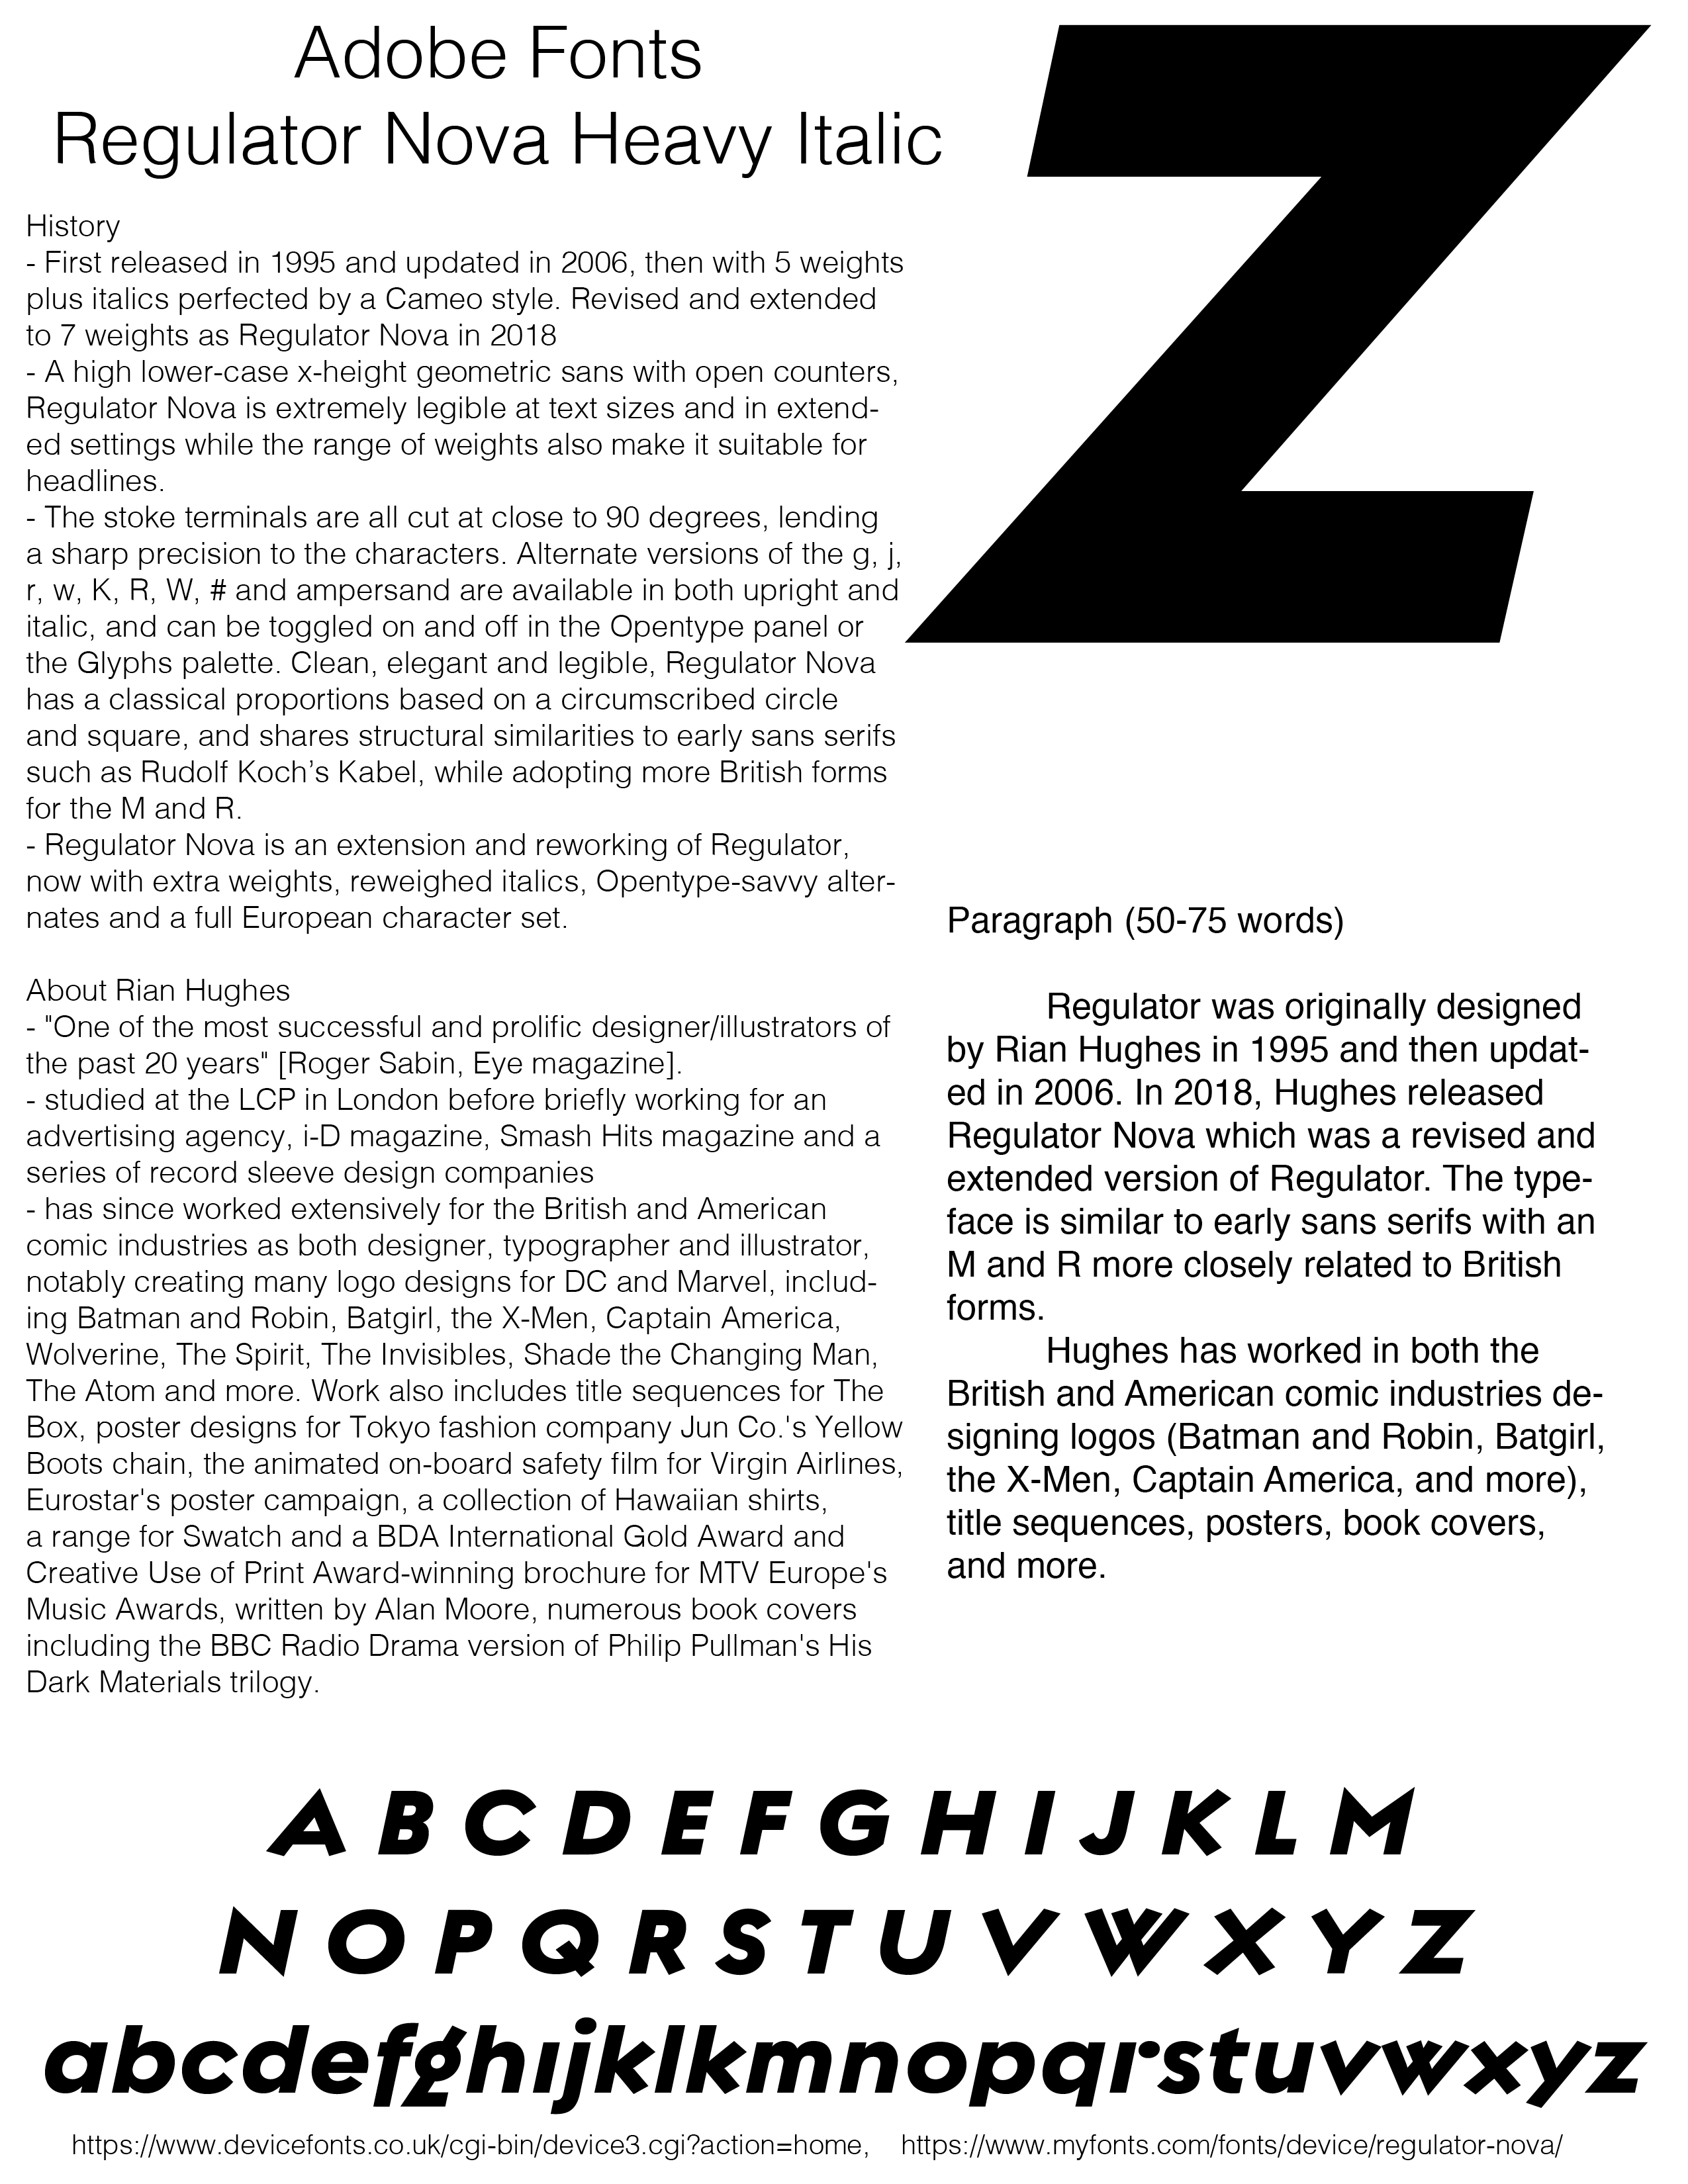 Adobe Fonts
Regulator Nova Heavy Italic
Z
History
- First released in 1995 and updated in 2006, then with 5 weights
plus italics perfected by a Cameo style. Revised and extended
to 7 weights as Regulator Nova in 2018
- A high lower-case x-height geometric sans with open counters,
Regulator Nova is extremely legible at text sizes and in extend-
ed settings while the range of weights also make it suitable for
headlines.
- The stoke terminals are all cut at close to 90 degrees, lending
a sharp precision to the characters. Alternate versions of the g, j,
r, w, K, R, W, # and ampersand are available in both upright and
italic, and can be toggled on and off in the Opentype panel or
the Glyphs palette. Clean, elegant and legible, Regulator Nova
has a classical proportions based on a circumscribed circle
and square, and shares structural similarities to early sans serifs
such as Rudolf Koch’s Kabel, while adopting more British forms
for the M and R.
- Regulator Nova is an extension and reworking of Regulator,
now with extra weights, reweighed italics, Opentype-savvy alter-
nates and a full European character set.
About Rian Hughes
- "One of the most successful and prolific designer/illustrators of
the past 20 years" [Roger Sabin, Eye magazine].
- studied at the LCP in London before briefly working for an
advertising agency, i-D magazine, Smash Hits magazine and a
series of record sleeve design companies
- has since worked extensively for the British and American
comic industries as both designer, typographer and illustrator,
notably creating many logo designs for DC and Marvel, includ-
ing Batman and Robin, Batgirl, the X-Men, Captain America,
Wolverine, The Spirit, The Invisibles, Shade the Changing Man,
The Atom and more. Work also includes title sequences for The
Box, poster designs for Tokyo fashion company Jun Co.'s Yellow
Boots chain, the animated on-board safety film for Virgin Airlines,
Eurostar's poster campaign, a collection of Hawaiian shirts,
a range for Swatch and a BDA International Gold Award and
Creative Use of Print Award-winning brochure for MTV Europe's
Music Awards, written by Alan Moore, numerous book covers
including the BBC Radio Drama version of Philip Pullman's His
Dark Materials trilogy.
Paragraph (50-75 words)
Regulator was originally designed
by Rian Hughes in 1995 and then updat-
ed in 2006. In 2018, Hughes released
Regulator Nova which was a revised and
extended version of Regulator. The type-
face is similar to early sans serifs with an
M and R more closely related to British
forms.
Hughes has worked in both the
British and American comic industries de-
signing logos (Batman and Robin, Batgirl,
the X-Men, Captain America, and more),
title sequences, posters, book covers,
and more.
A B C D E F G H I J K L M
N O P Q R S T U V W X Y Z
abcdefghıjklkmnopqrstuvwxyz
https://www.devicefonts.co.uk/cgi-bin/device3.cgi?action=home, https://www.myfonts.com/fonts/device/regulator-nova/